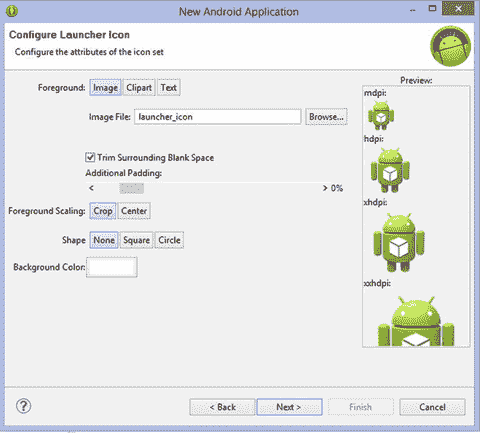 New Android Application
Configure Launcher Icon
Configure the attributes of the icon set
Foreground: Image Clipart Text
Image File: launcher_icon Browse...
Trim Surrounding Blank Space
Additional Padding:
< > 0%
Foreground Scaling: Crop Center
Shape None Square Circle
Background Color:
Preview:
mdpi:
hdpi:
xhdpi:
xxhdpi:
? < Back Next > Finish Cancel